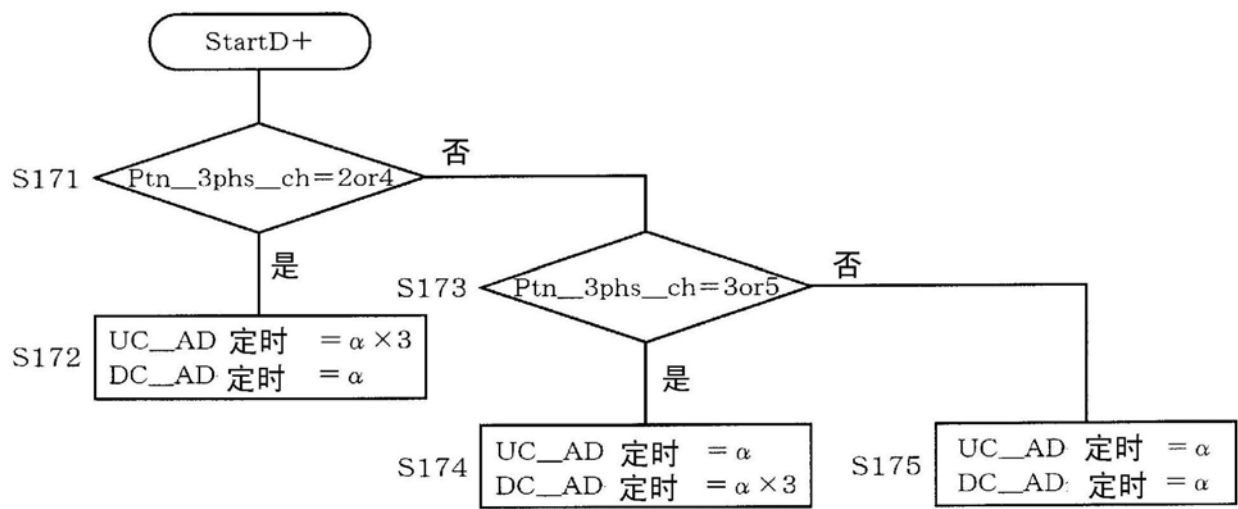 StartD+
否
S171
Ptn__3phs__ch=2or4
是
否
S173
Ptn__3phs__ch=3or5
S172
UC__AD 定时 =α×3
DC__AD 定时 =α
是
S174
UC__AD 定时 =α
DC__AD 定时 =α×3
S175
UC__AD 定时 =α
DC__AD 定时 =α